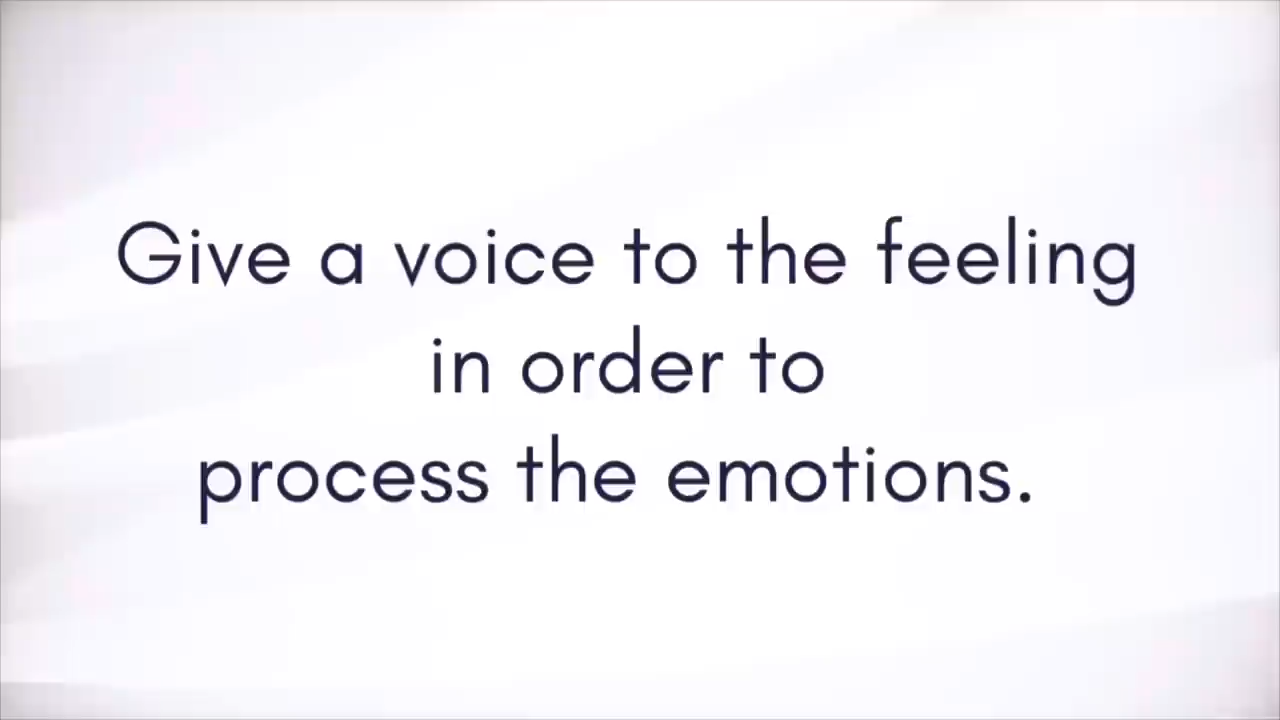 Give a voice to the feeling
in order to
process the emotions.